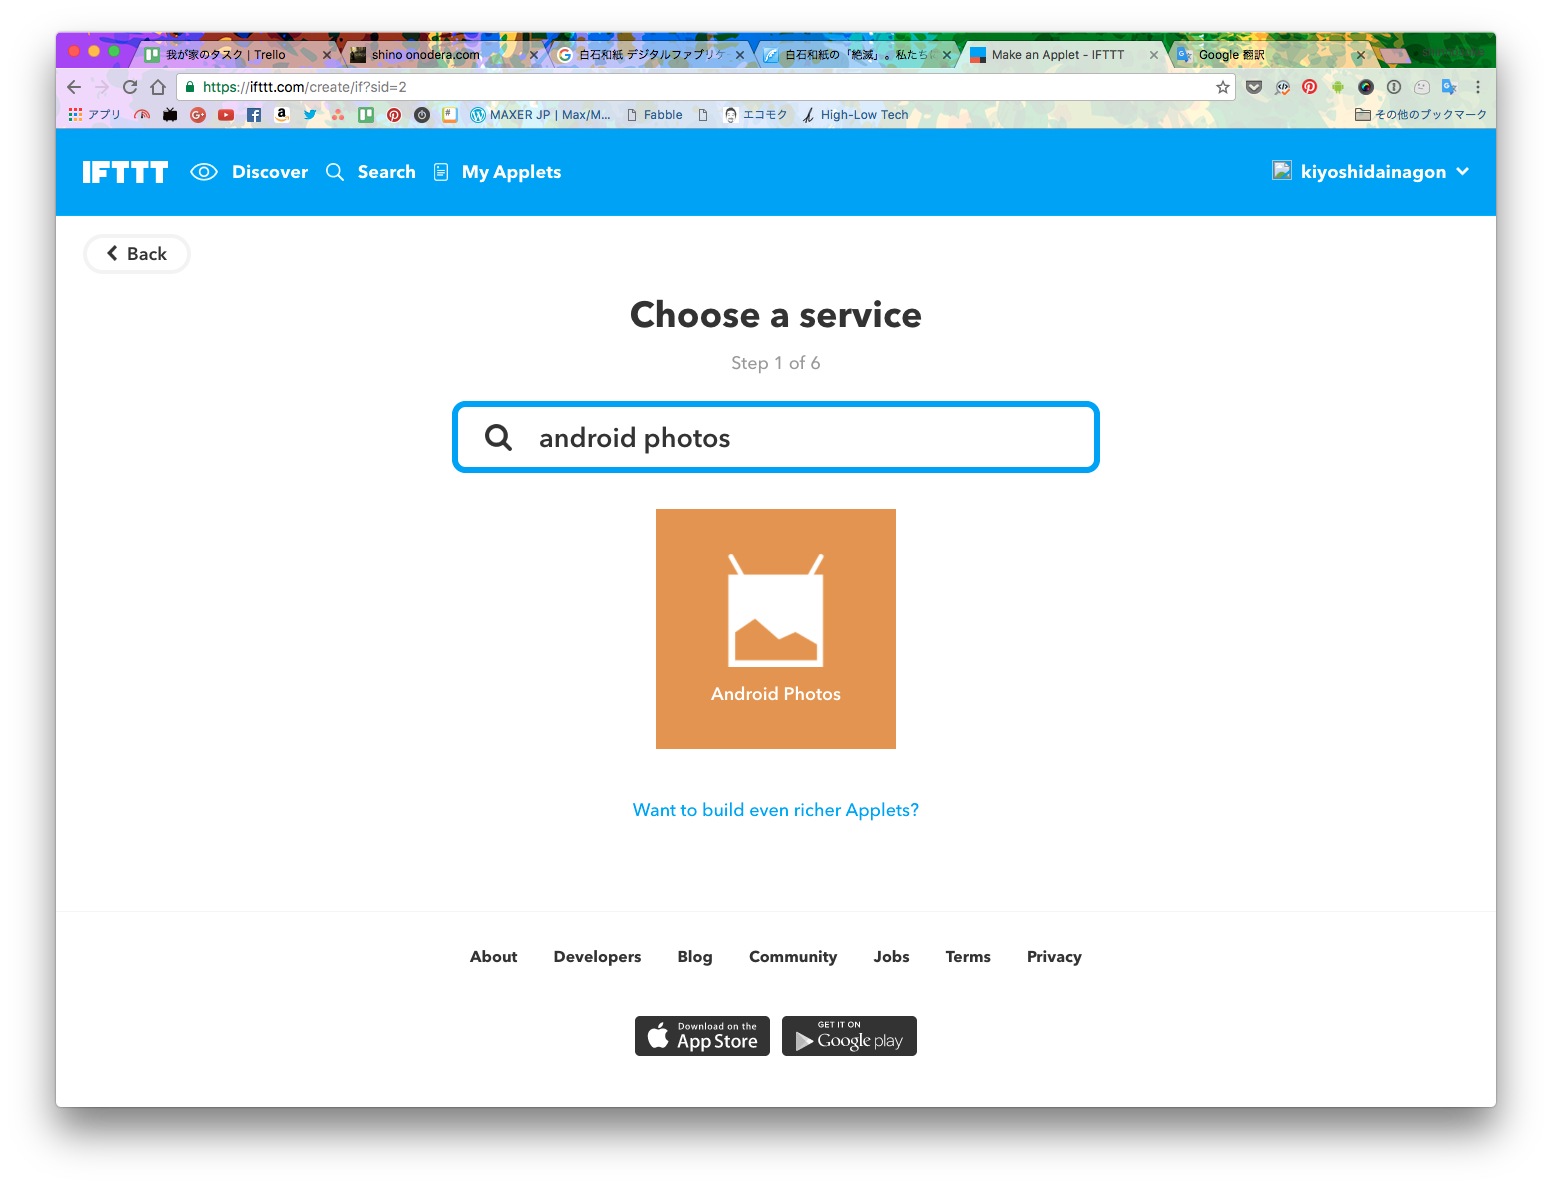 我が家のタスク | Trello
shino onodera.com
白石和紙 デジタルファブリケー
白石和紙の「絶滅」。私たちに
Make an Applet - IFTTT
Google 翻訳
https://ifttt.com/create/if?sid=2
アプリ
MAXER JP | Max/M...
Fabble
エコモク
High-Low Tech
その他のブックマーク
IFTTT
Discover
Search
My Applets
kiyoshidainagon
Back
Choose a service
Step 1 of 6
android photos
Android Photos
Want to build even richer Applets?
About
Developers
Blog
Community
Jobs
Terms
Privacy
Download on the
App Store
GET IT ON
Google play